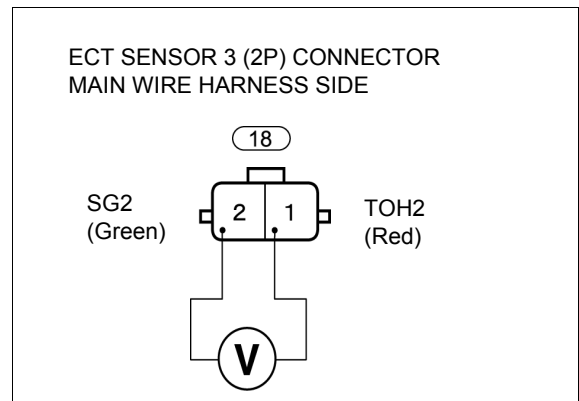 ECT SENSOR 3 (2P) CONNECTOR
MAIN WIRE HARNESS SIDE
18
SG2
(Green)
2
1
TOH2
(Red)
V